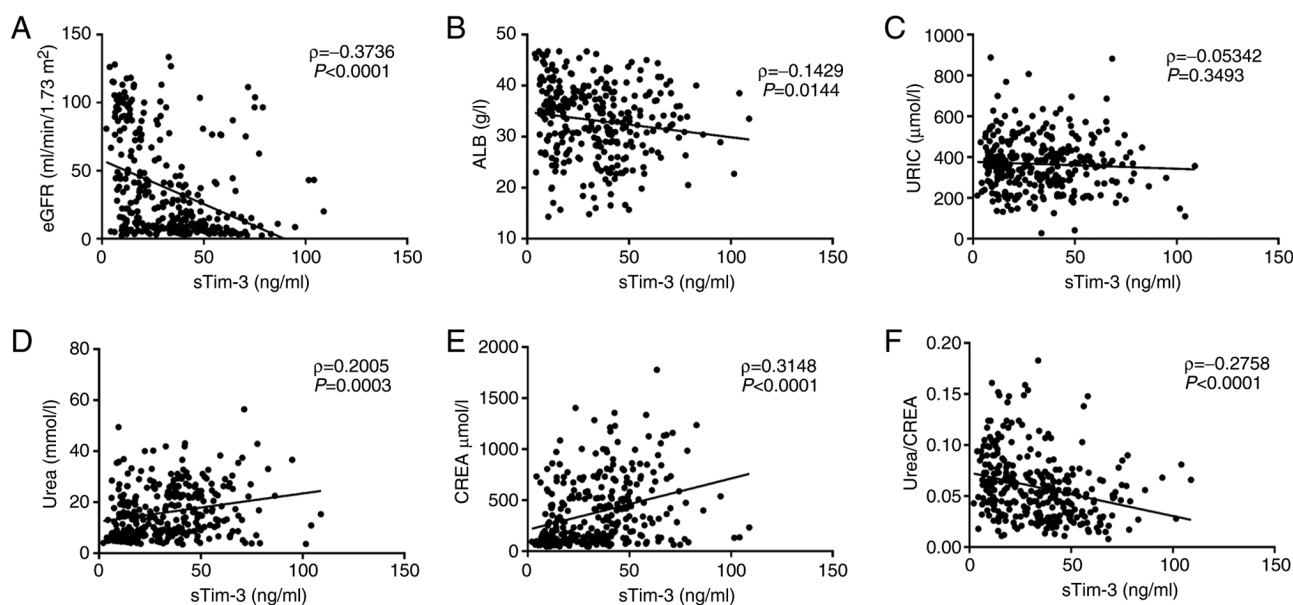 A
eGFR (ml/min/1.73 m²)
150
100
50
0
0 50 100 150
sTim-3 (ng/ml)
ρ=−0.3736
P<0.0001
B
ALB (g/l)
50
40
30
20
10
0 50 100 150
sTim-3 (ng/ml)
ρ=−0.1429
P=0.0144
C
URIC (μmol/l)
1000
800
600
400
200
0
0 50 100 150
sTim-3 (ng/ml)
ρ=−0.05342
P=0.3493
D
Urea (mmol/l)
80
60
40
20
0
0 50 100 150
sTim-3 (ng/ml)
ρ=0.2005
P=0.0003
E
CREA μmol/l
2000
1500
1000
500
0
0 50 100 150
sTim-3 (ng/ml)
ρ=0.3148
P<0.0001
F
Urea/CREA
0.20
0.15
0.10
0.05
0.00
0 50 100 150
sTim-3 (ng/ml)
ρ=−0.2758
P<0.0001